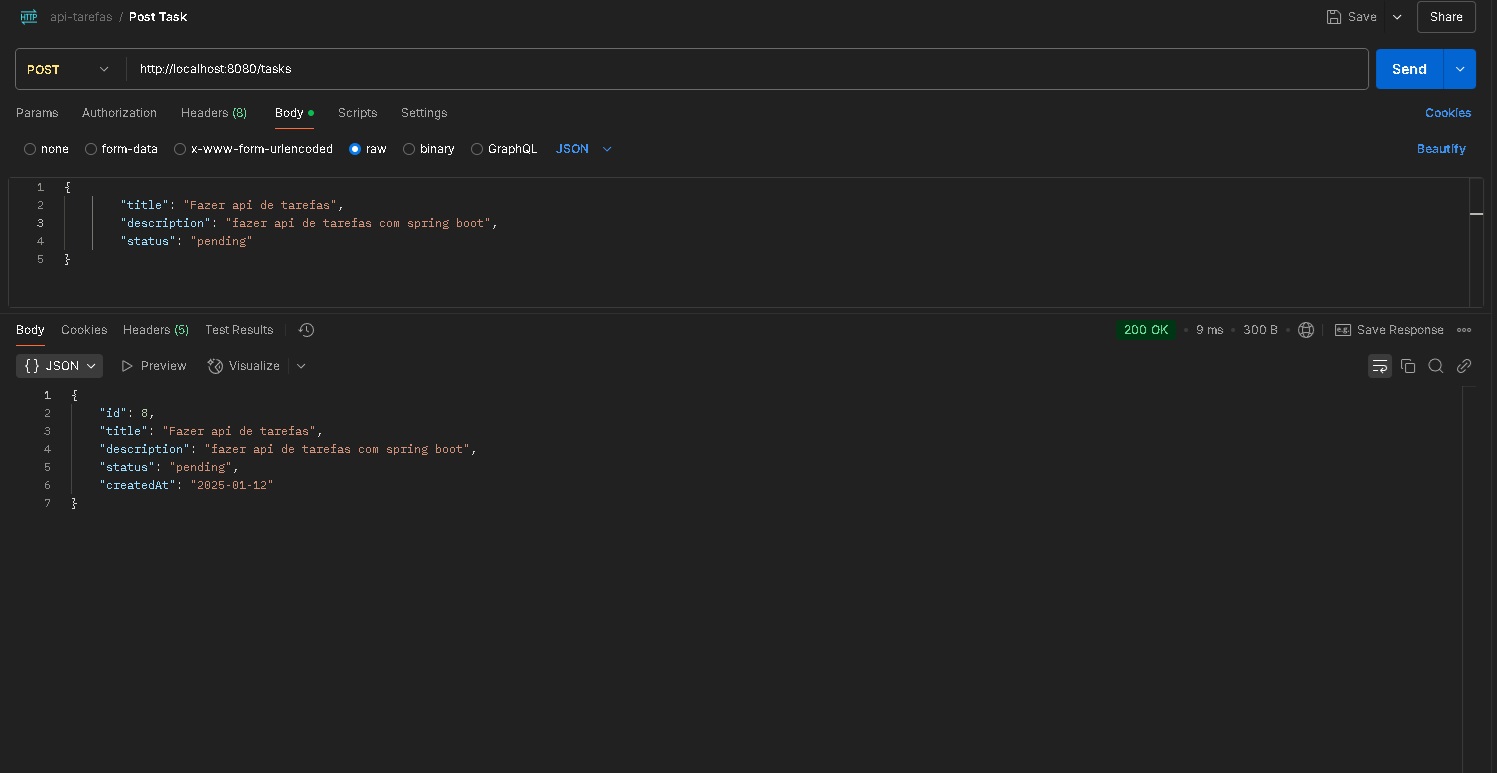 HTTP api-tarefas / Post Task Save Share
POST http://localhost:8080/tasks Send
Params Authorization Headers (8) Body Scripts Settings Cookies
none form-data x-www-form-urlencoded raw binary GraphQL JSON Beautify
1 {
2 "title": "Fazer api de tarefas",
3 "description": "fazer api de tarefas com spring boot",
4 "status": "pending"
5 }
Body Cookies Headers (5) Test Results 200 OK • 9 ms • 300 B • e.g. Save Response
{} JSON Preview Visualize
1 {
2 "id": 8,
3 "title": "Fazer api de tarefas",
4 "description": "fazer api de tarefas com spring boot",
5 "status": "pending",
6 "createdAt": "2025-01-12"
7 }